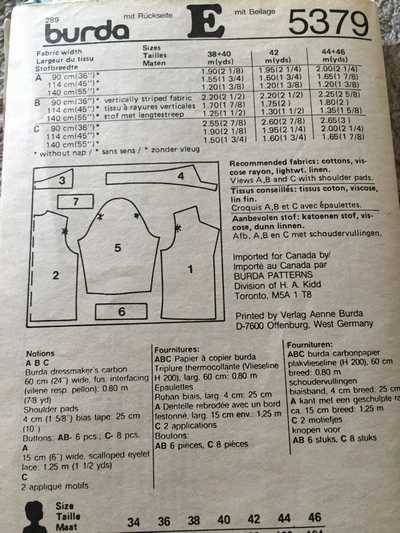 289
mit Rückseite
E
mit Beilage
5379
burda
Fabric width Sizes 38+40 42 44+46
Largeur du tissu Tailles m(yds) m(yds) m(yds)
Stofbreedte Maten
A 90 cm(36")* 1.90(2 1/8) 1.95(2 1/4) 2.00(2 1/4)
114 cm(45")* 1.55(1 3/4) 1.60(1 3/4) 1.65(1 7/8)
140 cm(55")* 1.20(1 3/8) 1.20(1 3/8) 1.20(1 3/8)
B 90 cm(36")* vertically striped fabric 2.20(2 1/2) 2.20(2 1/2) 2.25(2 5/8)
114 cm(45")* tissu à rayures verticales 1.70(1 7/8) 1.75(2) 1.80(2)
140 cm(55")* stof met langtestreep 1.25(1 1/2) 1.30(1 1/2) 1.35(1 5/8)
C 90 cm(36")* 2.55(2 7/8) 2.60(2 7/8) 2.65(3)
114 cm(45")* 1.90(2 1/8) 1.95(2 1/4) 2.00(2 1/4)
140 cm(55")* 1.50(1 3/4) 1.60(1 3/4) 1.65(1 7/8)
* without nap / * sans sens / * zonder vleug
Recommended fabrics: cottons, vis-
cose rayon, lightwt. linen.
Views A,B and C with shoulder pads.
Tissus conseillés: tissus coton, viscose,
lin fin.
Croquis A,B et C avec épaulettes.
Aanbevolen stof: katoenen stof, vis-
cose, dunn linnen.
Afb. A,B en C met schoudervullingen.
3
4
7
2
5
1
6
Imported for Canada by/
Importé au Canada par
BURDA PATTERNS
Division of H. A. Kidd
Toronto, M5A 1 T8
Printed by Verlag Aenne Burda
D-7600 Offenburg, West Germany
Notions
A B C
Burda dressmaker's carbon
60 cm (24") wide, fus. interfacing
(vilene resp. pellon): 0.80 m
(7/8 yd)
Shoulder pads
4 cm (1 5/8") bias tape: 25 cm
(10")
Buttons: AB- 6 pcs.; C- 8 pcs.
A
15 cm (6") wide, scalloped eyelet
lace: 1.25 m (1 1/2 yds)
C
2 appliqué motifs
Fournitures:
ABC Papier à copier burda
Triplure thermocollante (Vlieseline
H 200), larg. 60 cm: 0.80 m
Epaulettes
Ruban biais, larg. 4 cm: 25 cm
A Dentelle rebrodée avec un bord
festonné, larg. 15 cm env.: 1,25 m
C 2 applications
Boutons:
AB 6 pièces, C 8 pièces
Fournituren:
ABC burda carbonpapier
plakvlieseline (H 200), 60 cm
breed: 0.80 m
schoudervullingen
biaisband, 4 cm breed: 25 cm
A kant met een geschulpte
ca. 15 cm breed: 1,25 m
C 2 motiefjes
knopen voor
AB 6 stuks, C 8 stuks
Size
Taille
Maat
34 36 38 40 42 44 46